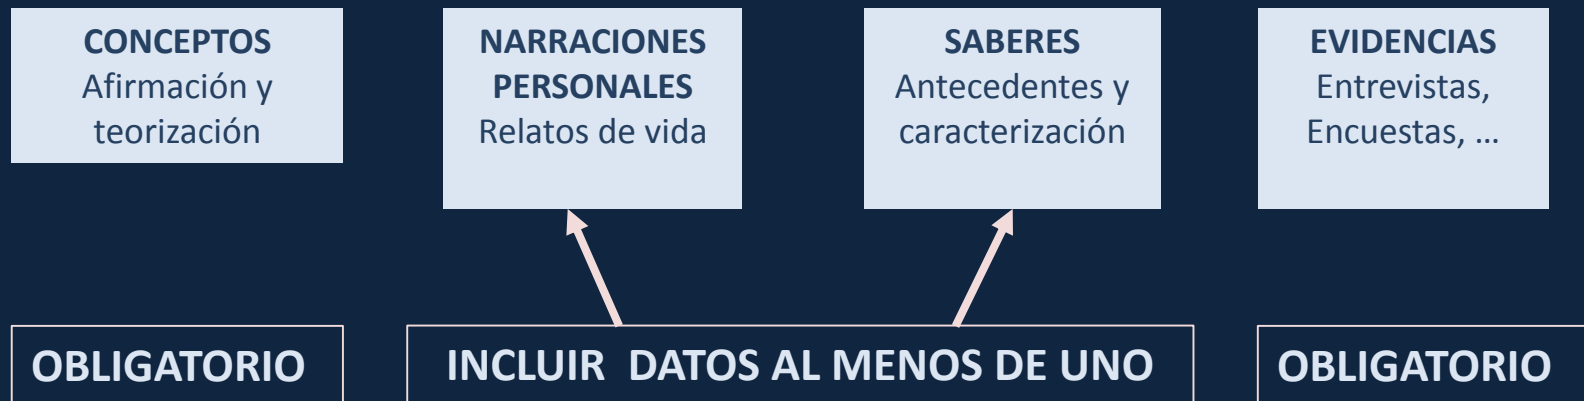 CONCEPTOS
Afirmación y
teorización
NARRACIONES
PERSONALES
Relatos de vida
SABERES
Antecedentes y
caracterización
EVIDENCIAS
Entrevistas,
Encuestas, ...
OBLIGATORIO
INCLUIR DATOS AL MENOS DE UNO
OBLIGATORIO